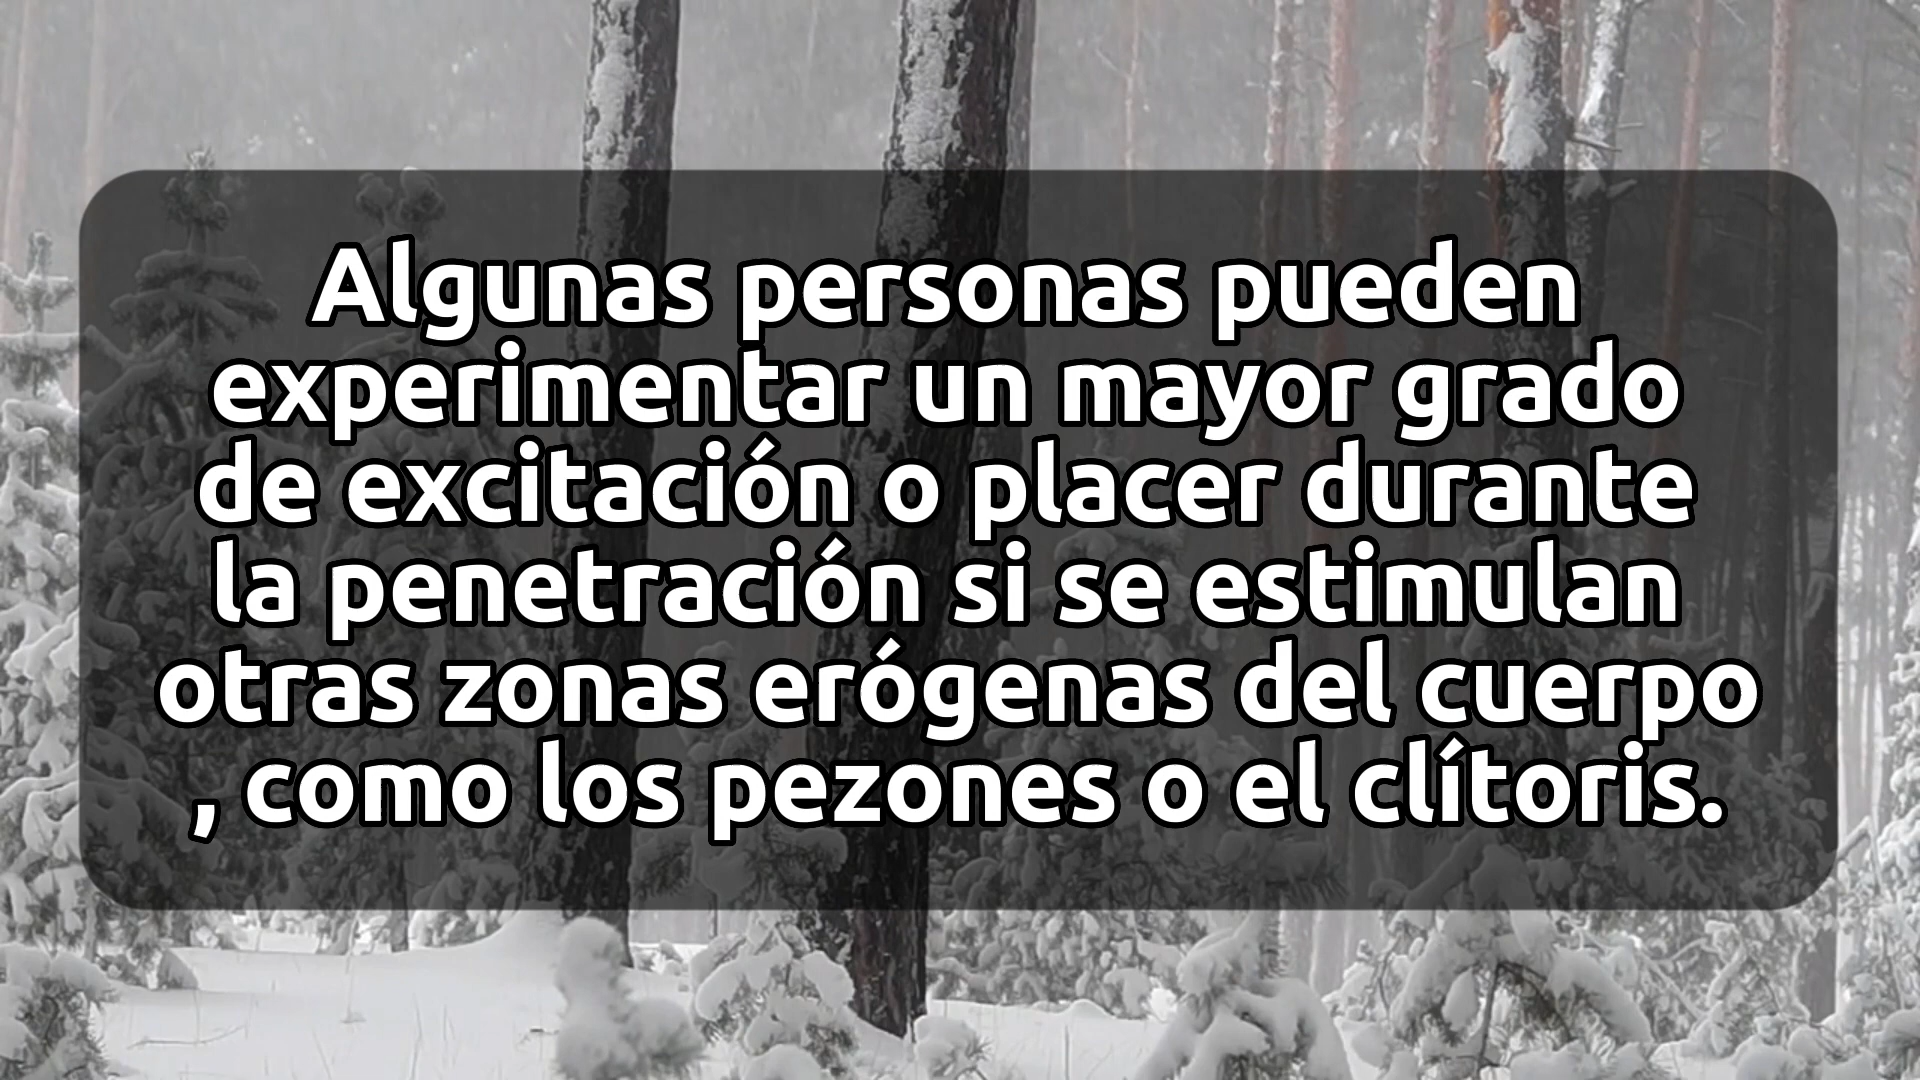 Algunas personas pueden
experimentar un mayor grado
de excitación o placer durante
la penetración si se estimulan
otras zonas erógenas del cuerpo
, como los pezones o el clítoris.